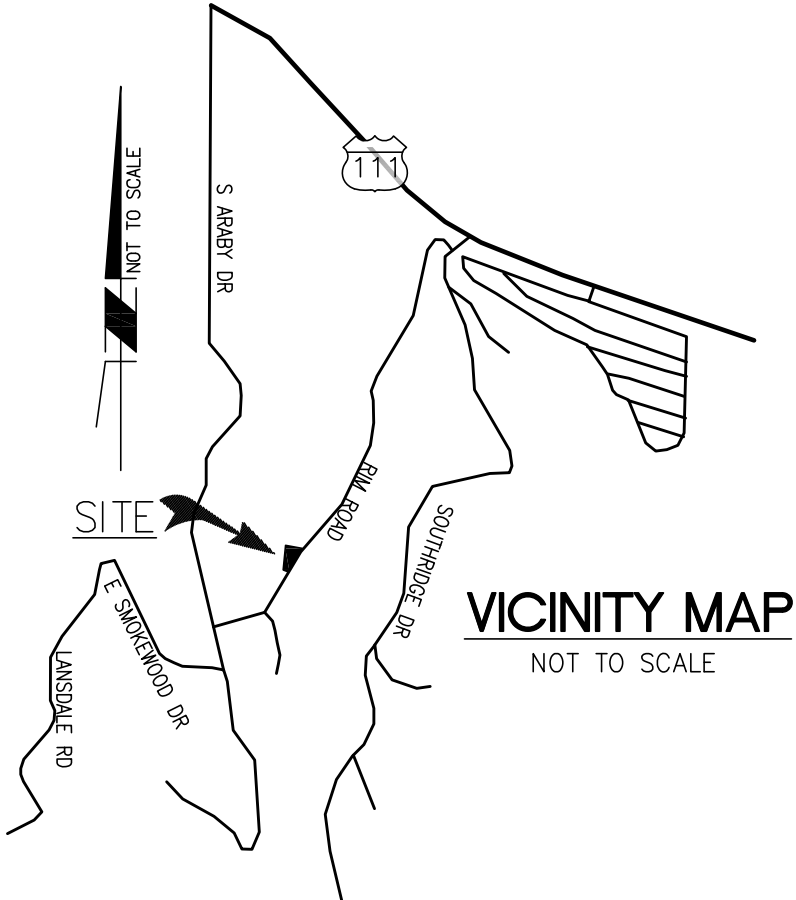 111
NOT TO SCALE
S ARABY DR
N
RIM ROAD
SITE
SOUTHRIDGE DR
E SMOKEWOOD DR
LANSDALE RD
VICINITY MAP
NOT TO SCALE